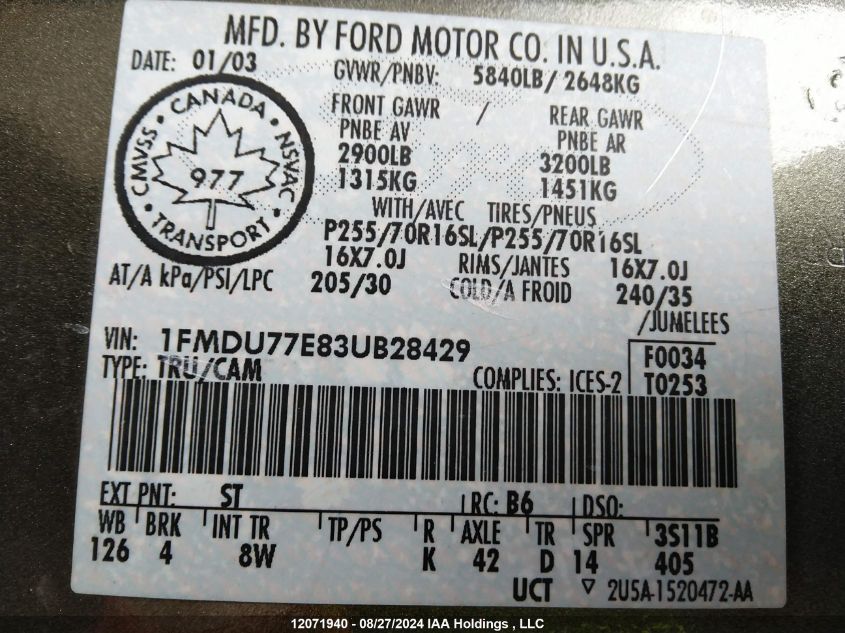 MFD. BY FORD MOTOR CO. IN U.S.A.
DATE: 01/03
GVWR/PNBV: 5840LB/ 2648KG
FRONT GAWR / REAR GAWR
PNBE AV PNBE AR
2900LB 3200LB
1315KG 1451KG
WITH/AVEC TIRES/PNEUS
P255/70R16SL/P255/70R16SL
16X7.0J RIMS/JANTES 16X7.0J
AT/A kPa/PSI/LPC 205/30 COLD/A FROID 240/35
/JUMELEES
CANADA
CMVSS • NSVAC
977
TRANSPORT
VIN: 1FMDU77E83UB28429
F0034
TYPE: TRU/CAM COMPLIES: ICES-2 T0253
EXT PNT: ST RC: B6 DSO:
WB BRK INT TR TP/PS R AXLE TR SPR 3S11B
126 4 8W K 42 D 14 405
UCT ▽ 2U5A-1520472-AA
12071940 - 08/27/2024 IAA Holdings , LLC